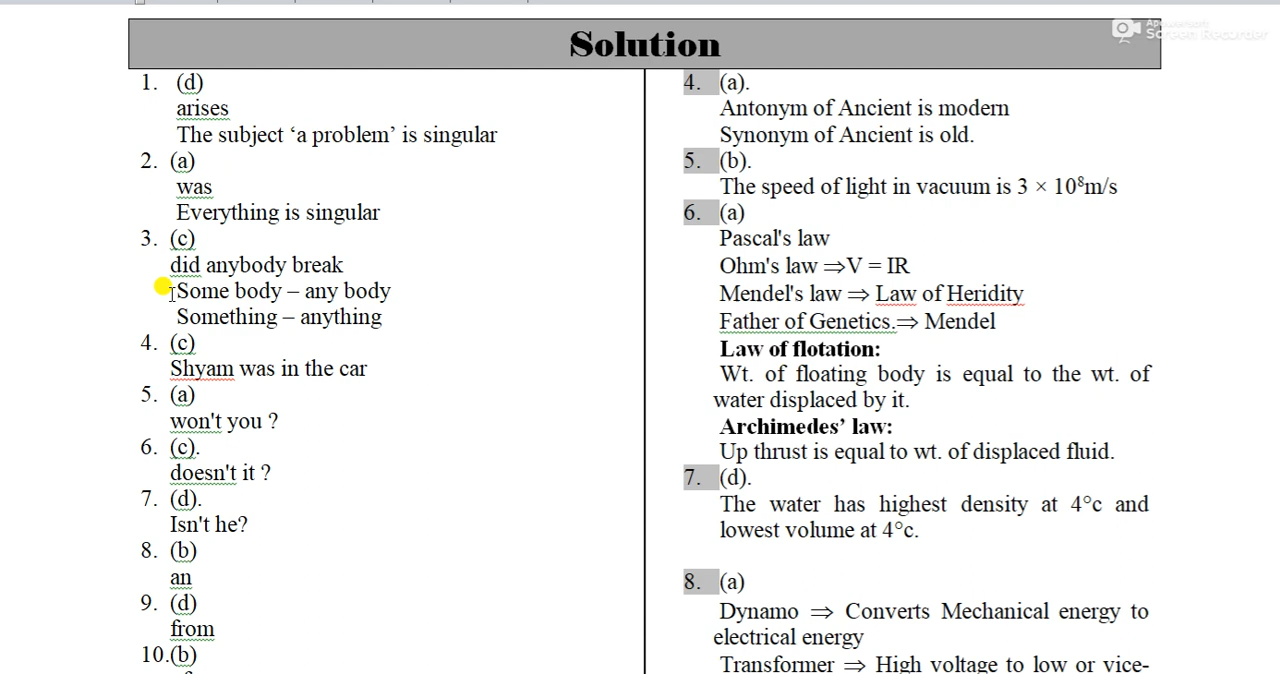 Solution
Apowersoft
Screen Recorder
1. (d)
arises
The subject ‘a problem’ is singular
2. (a)
was
Everything is singular
3. (c)
did anybody break
Some body – any body
Something – anything
4. (c)
Shyam was in the car
5. (a)
won't you ?
6. (c).
doesn't it ?
7. (d).
Isn't he?
8. (b)
an
9. (d)
from
10.(b)
4. (a).
Antonym of Ancient is modern
Synonym of Ancient is old.
5. (b).
The speed of light in vacuum is 3 × 10⁸m/s
6. (a)
Pascal's law
Ohm's law ⇒V = IR
Mendel's law ⇒ Law of Heridity
Father of Genetics.⇒ Mendel
Law of flotation:
Wt. of floating body is equal to the wt. of
water displaced by it.
Archimedes’ law:
Up thrust is equal to wt. of displaced fluid.
7. (d).
The water has highest density at 4°c and
lowest volume at 4°c.
8. (a)
Dynamo ⇒ Converts Mechanical energy to
electrical energy
Transformer ⇒ High voltage to low or vice-